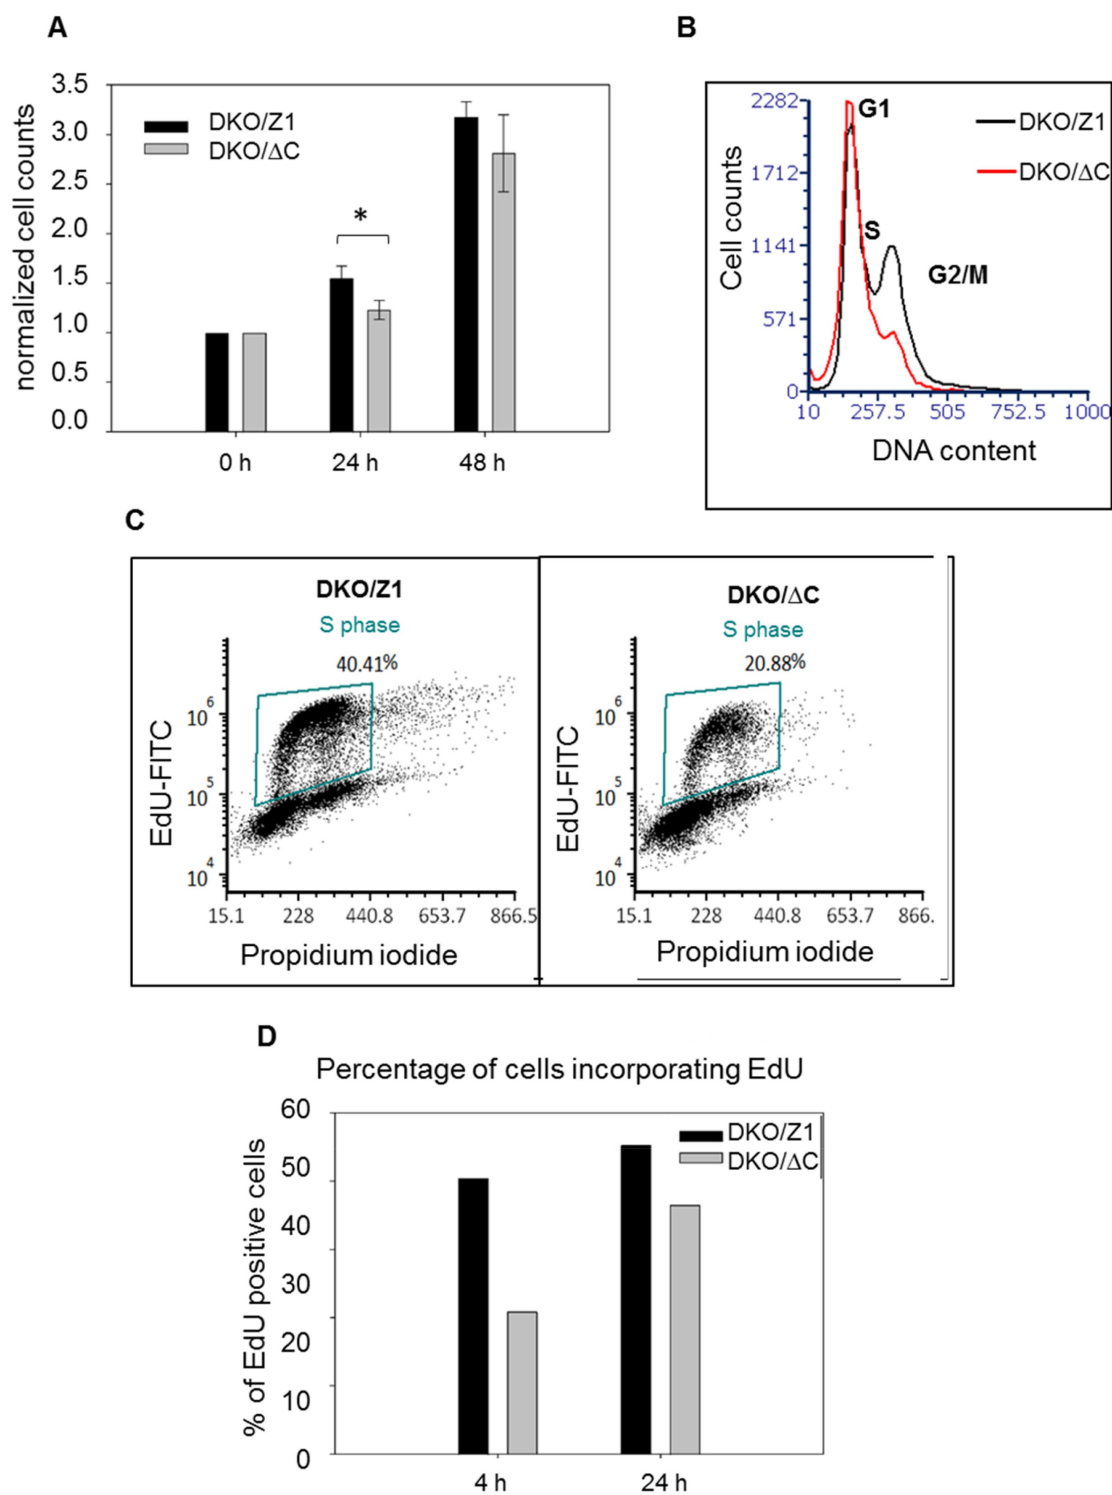 A
normalized cell counts
3.5
3.0
2.5
2.0
1.5
1.0
0.5
0.0
DKO/Z1
DKO/ΔC
*
0 h 24 h 48 h
B
Cell counts
2282
1712
1141
571
0
G1
S
G2/M
DKO/Z1
DKO/ΔC
10 257.5 505 752.5 1000
DNA content
C
DKO/Z1
S phase
40.41%
EdU-FITC
10^6
10^5
10^4
15.1 228 440.8 653.7 866.5
Propidium iodide
DKO/ΔC
S phase
20.88%
EdU-FITC
10^6
10^5
10^4
15.1 228 440.8 653.7 866.
Propidium iodide
D
Percentage of cells incorporating EdU
% of EdU positive cells
60
50
40
30
20
10
0
DKO/Z1
DKO/ΔC
4 h 24 h